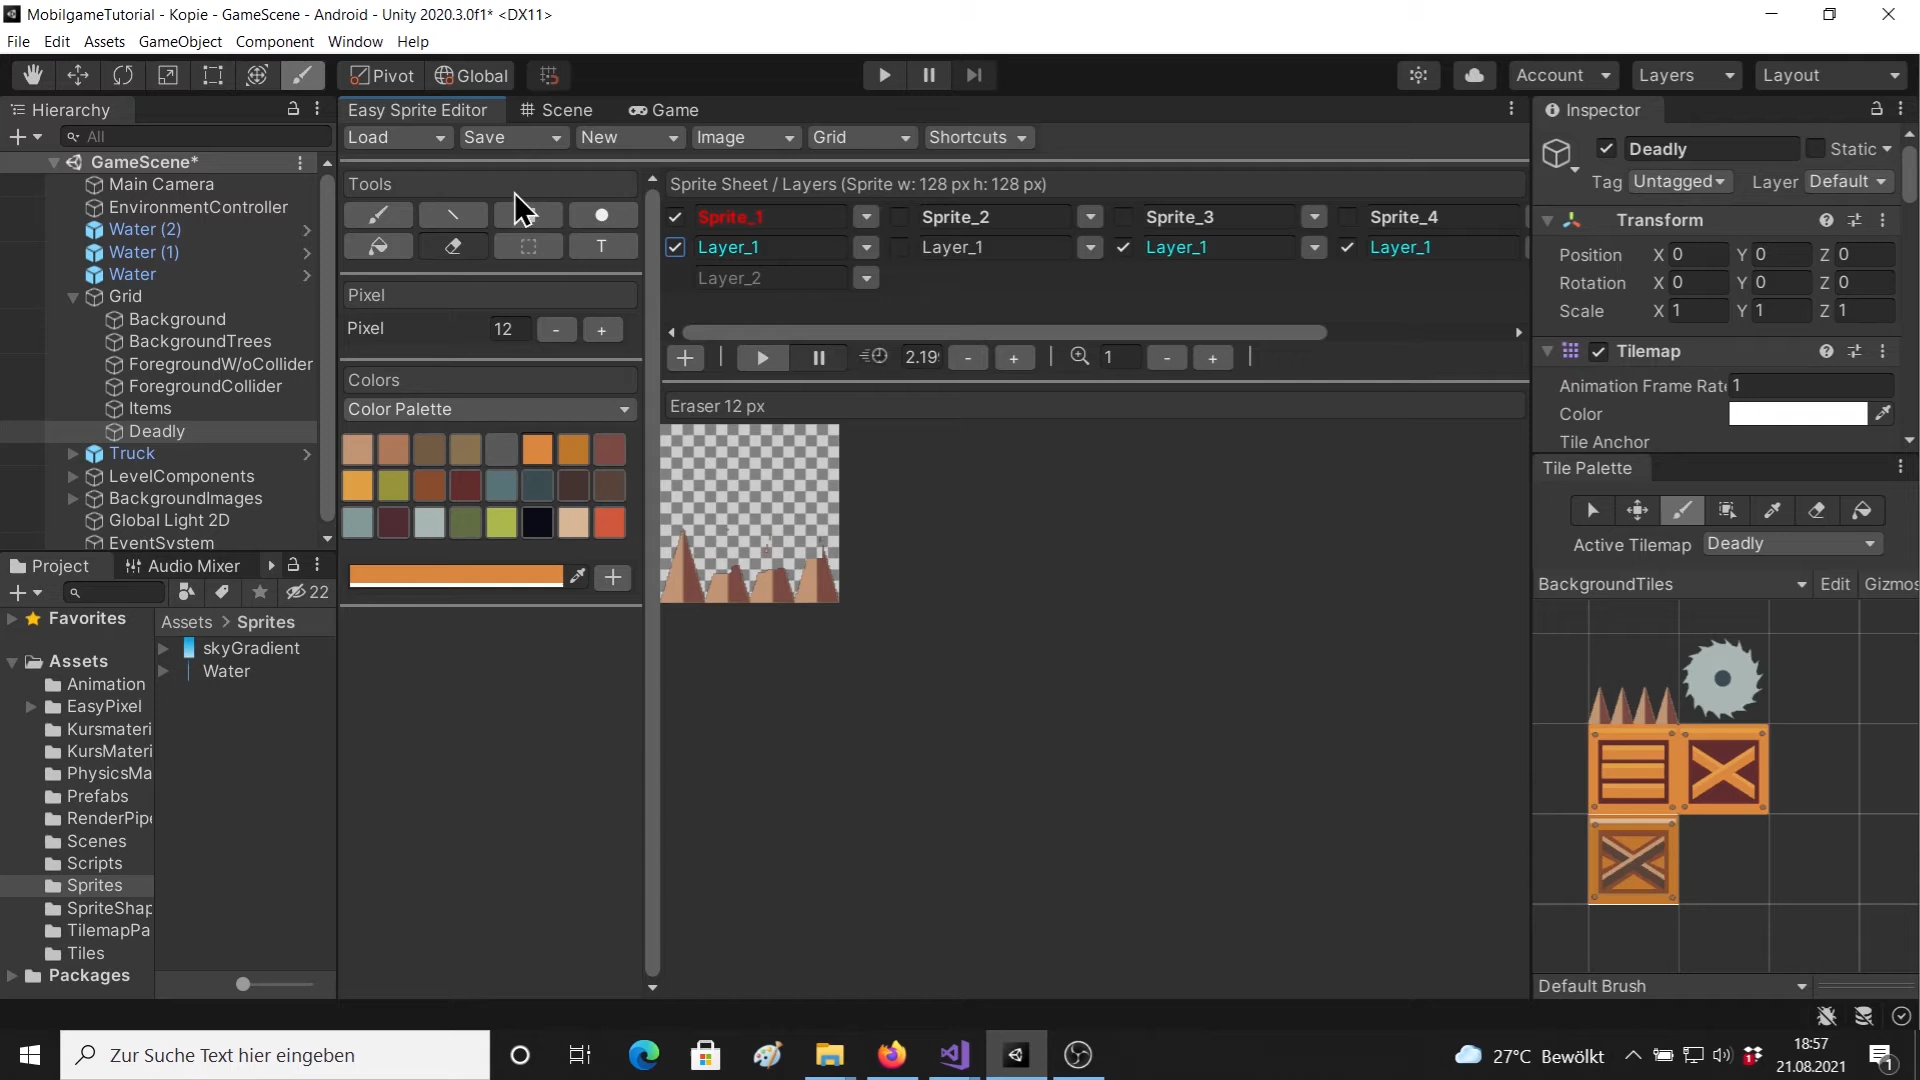 MobilgameTutorial - Kopie - GameScene - Android - Unity 2020.3.0f1* <DX11>
File Edit Assets GameObject Component Window Help
Pivot Global Account Layers Layout
Hierarchy Easy Sprite Editor Scene Game Inspector
All Load Save New Image Grid Shortcuts
Deadly Static
Tag Untagged Layer Default
GameScene*
Main Camera
EnvironmentController
Water (2)
Water (1)
Water
Grid
Background
BackgroundTrees
ForegroundW/oCollider
ForegroundCollider
Items
Deadly
Truck
LevelComponents
BackgroundImages
Global Light 2D
EventSystem
Tools
T
Pixel
Pixel 12 - +
Colors
Color Palette
Sprite Sheet / Layers (Sprite w: 128 px h: 128 px)
Sprite_1 Sprite_2 Sprite_3 Sprite_4
Layer_1 Layer_1 Layer_1 Layer_1
Layer_2
2.19 - + 1 - +
Eraser 12 px
Transform
Position X 0 Y 0 Z 0
Rotation X 0 Y 0 Z 0
Scale X 1 Y 1 Z 1
Tilemap
Animation Frame Rate 1
Color
Tile Anchor
Tile Palette
Active Tilemap Deadly
BackgroundTiles Edit Gizmos
Default Brush
Project Audio Mixer
22
Favorites
Assets
Animation
EasyPixel
Kursmateri
KursMateri
PhysicsMa
Prefabs
RenderPipe
Scenes
Scripts
Sprites
SpriteShap
TilemapPa
Tiles
Packages
Assets > Sprites
skyGradient
Water
Zur Suche Text hier eingeben
27°C Bewölkt
18:57
21.08.2021
1